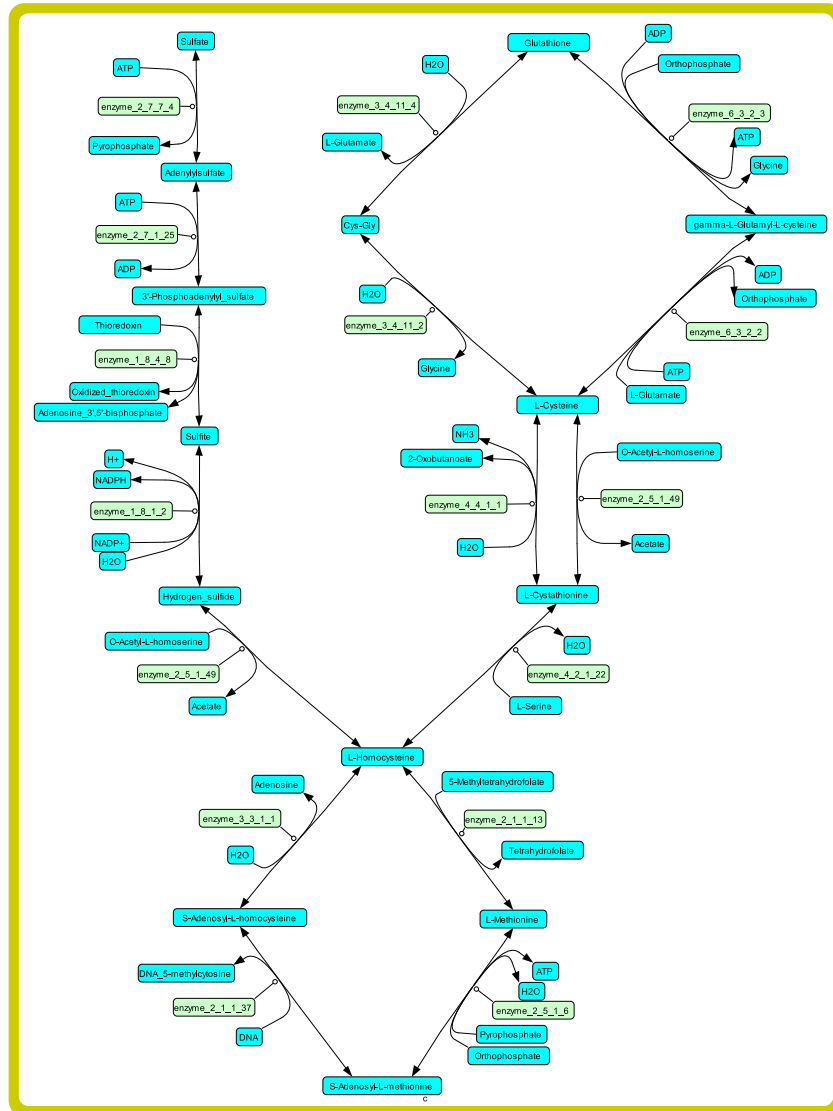 Sulfate
ATP
enzyme_2_7_7_4
Pyrophosphate
Adenylylsulfate
ATP
enzyme_2_7_1_25
ADP
3'-Phosphoadenylyl_sulfate
Thioredoxin
enzyme_1_8_4_8
Oxidized_thioredoxin
Adenosine_3',5'-bisphosphate
Sulfite
H+
NADPH
enzyme_1_8_1_2
NADP+
H2O
Hydrogen_sulfide
O-Acetyl-L-homoserine
enzyme_2_5_1_49
Acetate
Glutathione
ADP
H2O
Orthophosphate
enzyme_3_4_11_4
enzyme_6_3_2_3
L-Glutamate
ATP
Glycine
Cys-Gly
gamma-L-Glutamyl-L-cysteine
H2O
ADP
Orthophosphate
enzyme_3_4_11_2
enzyme_6_3_2_2
Glycine
ATP
L-Glutamate
L-Cysteine
NH3
2-Oxobutanoate
O-Acetyl-L-homoserine
enzyme_4_4_1_1
enzyme_2_5_1_49
H2O
Acetate
L-Cystathionine
H2O
enzyme_4_2_1_22
L-Serine
L-Homocysteine
Adenosine
5-Methyltetrahydrofolate
enzyme_3_3_1_1
enzyme_2_1_1_13
H2O
Tetrahydrofolate
S-Adenosyl-L-homocysteine
L-Methionine
DNA_5-methylcytosine
ATP
H2O
enzyme_2_1_1_37
enzyme_2_5_1_6
DNA
Pyrophosphate
Orthophosphate
S-Adenosyl-L-methionine
c